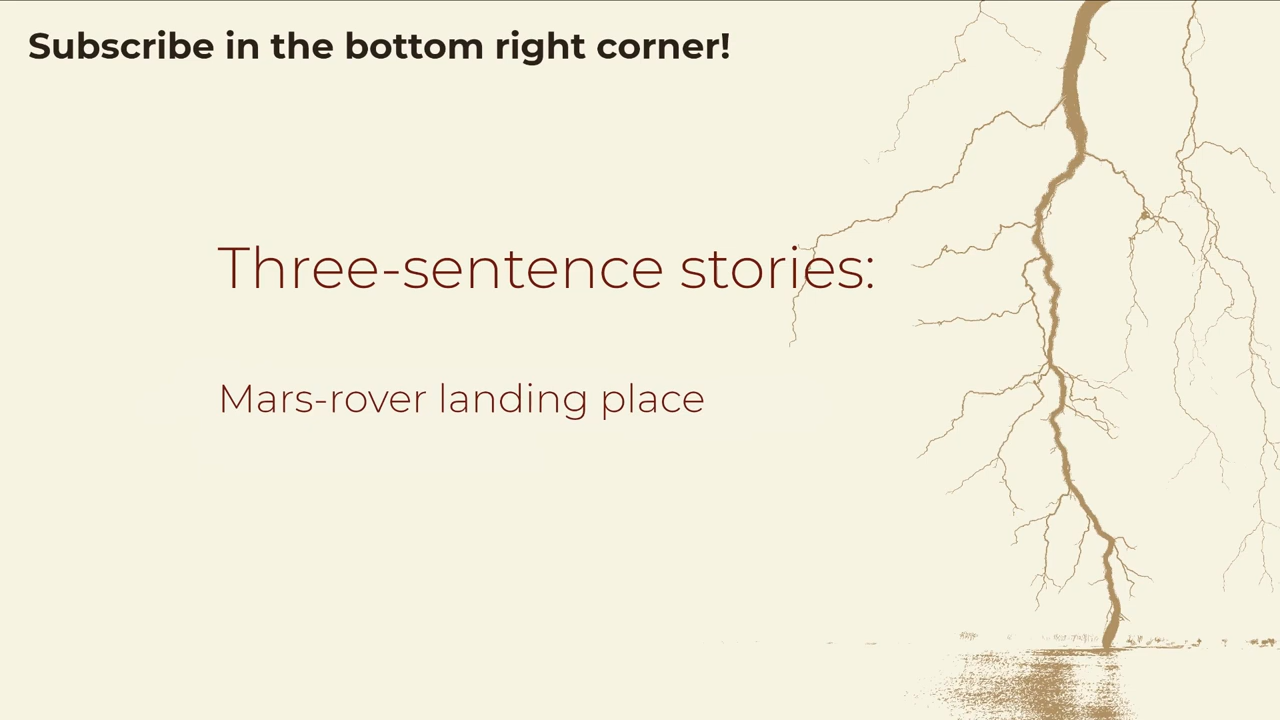 Subscribe in the bottom right corner!
Three-sentence stories:
Mars-rover landing place